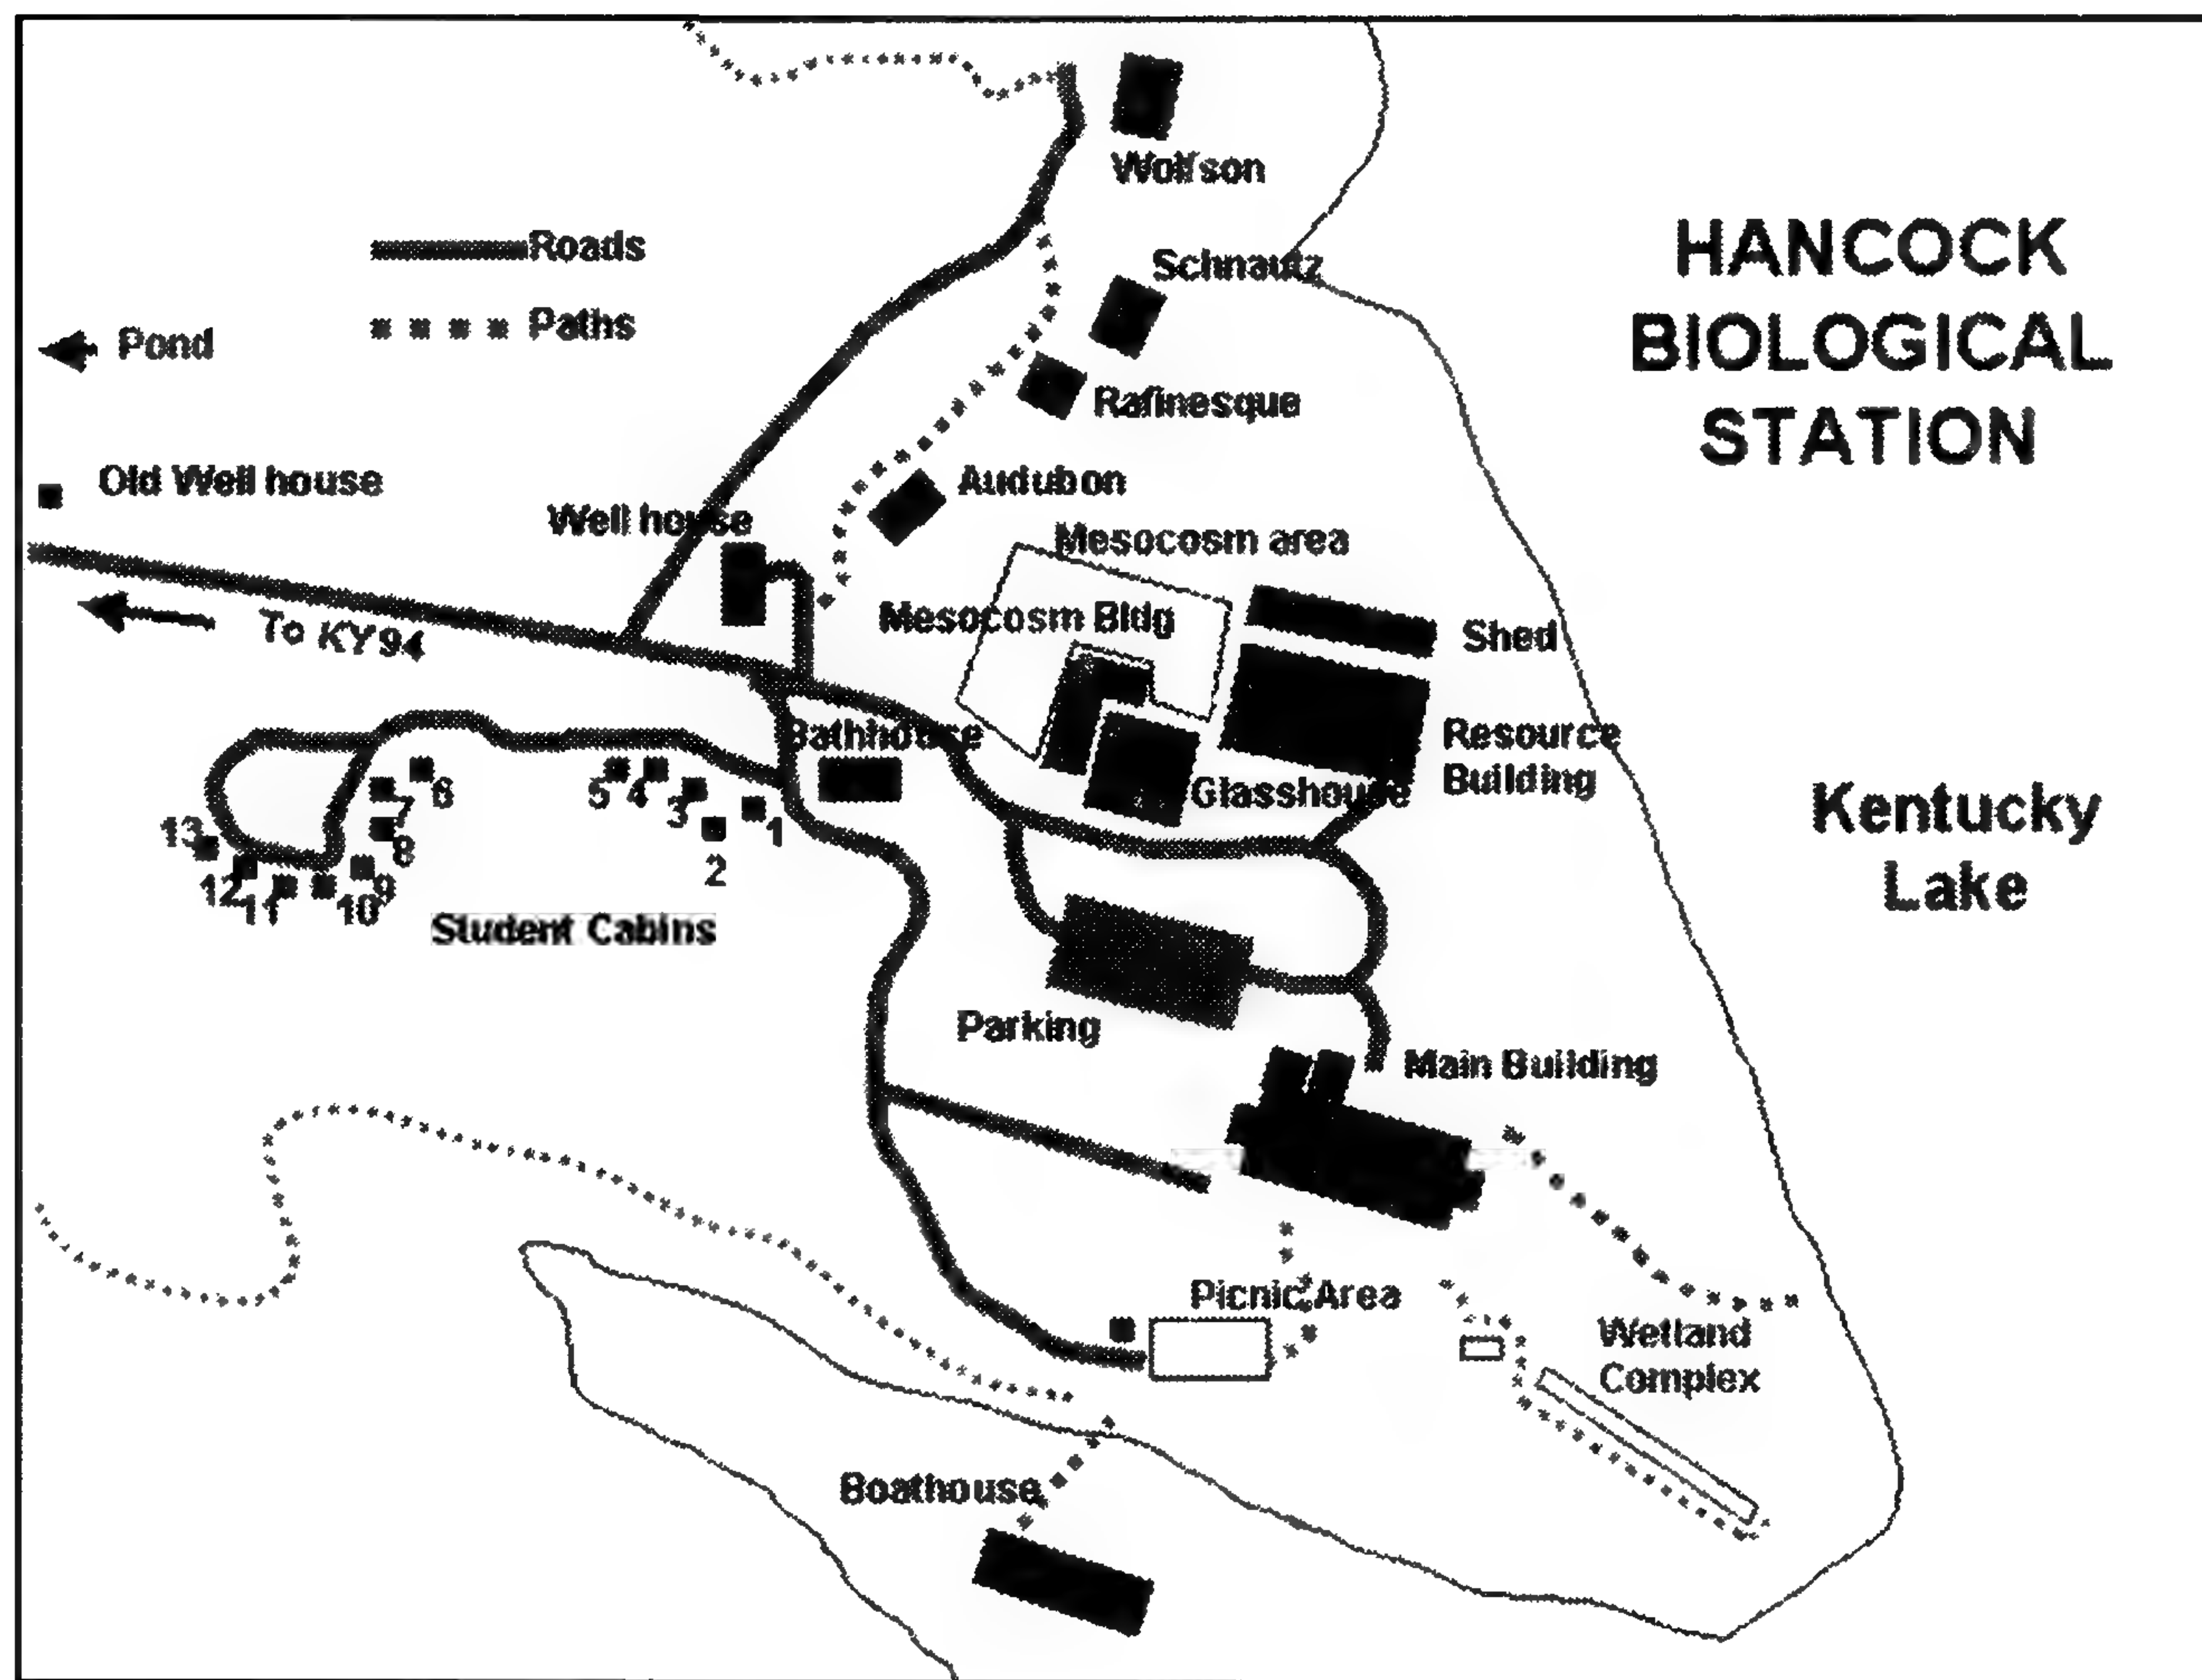 Wolfson
HANCOCK
BIOLOGICAL
STATION
Roads
Paths
Schnautz
Pond
Rafinesque
Old Well house
Audubon
Well house
Mesocosm area
To KY94
Mesocosm Bldg
Shed
Bathhouse
Resource
Building
Glasshouse
Kentucky
Lake
1
2
3
4
5
6
7
8
9
10
11
12
13
Student Cabins
Parking
Main Building
Picnic Area
Wetland
Complex
Boathouse